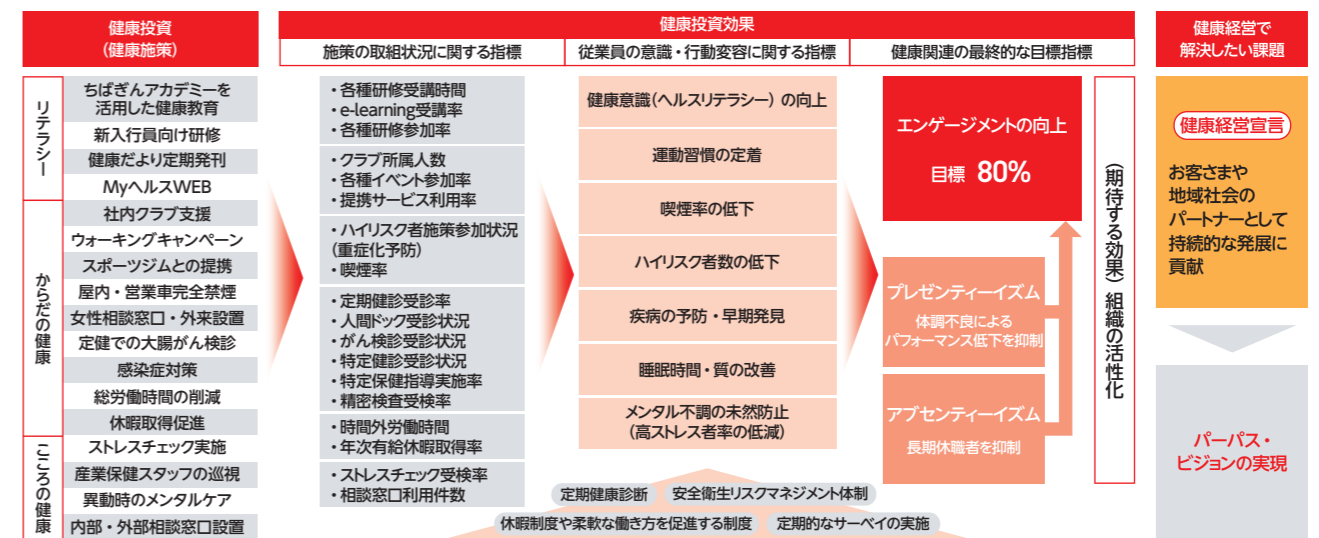 健康投資
(健康施策)
健康投資効果
施策の取組状況に関する指標
従業員の意識・行動変容に関する指標
健康関連の最終的な目標指標
健康経営で
解決したい課題
リテラシー
ちばぎんアカデミーを
活用した健康教育
新入行員向け研修
健康だより定期発刊
MyヘルスWEB
からだの健康
社内クラブ支援
ウォーキングキャンペーン
スポーツジムとの提携
屋内・営業車完全禁煙
女性相談窓口・外来設置
定健での大腸がん検診
感染症対策
総労働時間の削減
休暇取得促進
こころの健康
ストレスチェック実施
産業保健スタッフの巡視
異動時のメンタルケア
内部・外部相談窓口設置
・各種研修受講時間
・e-learning受講率
・各種研修参加率
・クラブ所属人数
・各種イベント参加率
・提携サービス利用率
・ハイリスク者施策参加状況
(重症化予防)
・喫煙率
・定期健診受診率
・人間ドック受診状況
・がん検診受診状況
・特定健診受診状況
・特定保健指導実施率
・精密検査受検率
・時間外労働時間
・年次有給休暇取得率
・ストレスチェック受検率
・相談窓口利用件数
健康意識(ヘルスリテラシー)の向上
運動習慣の定着
喫煙率の低下
ハイリスク者数の低下
疾病の予防・早期発見
睡眠時間・質の改善
メンタル不調の未然防止
(高ストレス者率の低減)
定期健康診断
安全衛生リスクマネジメント体制
休暇制度や柔軟な働き方を促進する制度
定期的なサーベイの実施
エンゲージメントの向上
目標 80%
プレゼンティーイズム
体調不良による
パフォーマンス低下を抑制
アブセンティーイズム
長期休職者を抑制
(期待する効果)組織の活性化
健康経営宣言
お客さまや
地域社会の
パートナーとして
持続的な発展に
貢献
パーパス・
ビジョンの実現